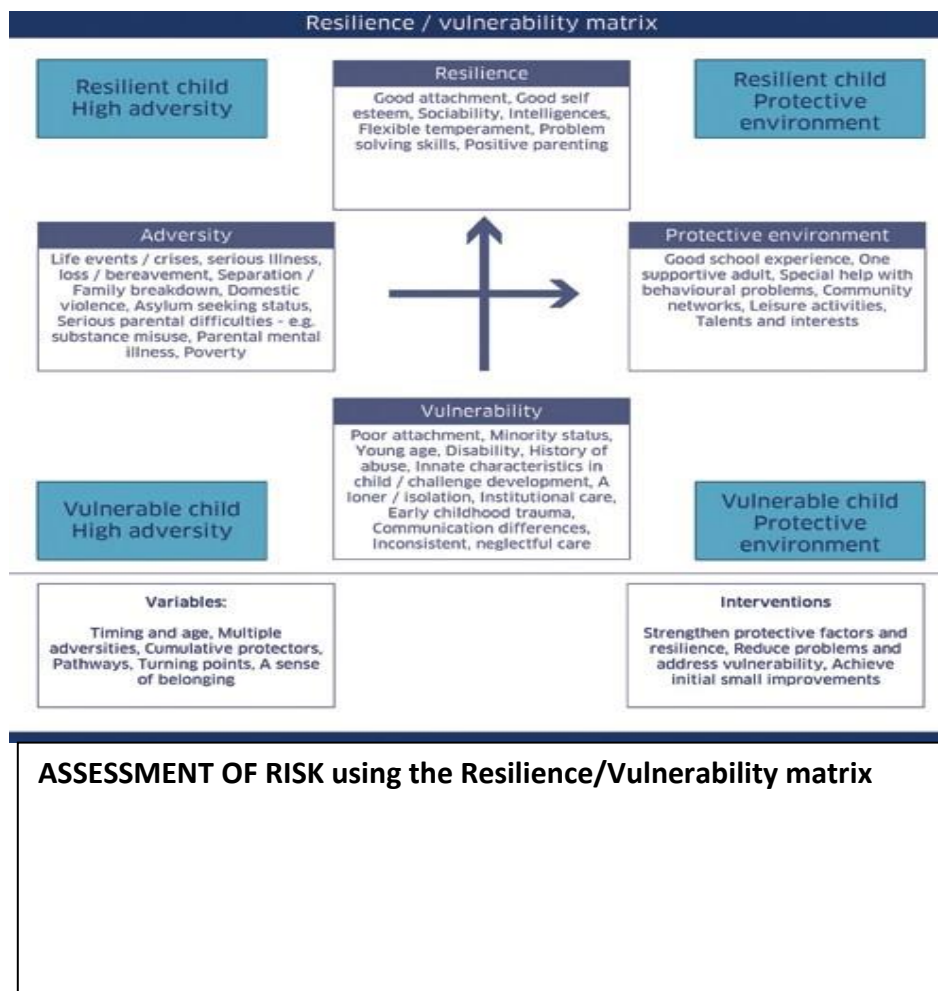 Resilience / vulnerability matrix
Resilient child
High adversity
Resilience
Good attachment, Good self
esteem, Sociability, Intelligences,
Flexible temperament, Problem
solving skills, Positive parenting
Resilient child
Protective
environment
Adversity
Life events / crises, serious Illness,
loss / bereavement, Separation /
Family breakdown, Domestic
violence, Asylum seeking status,
Serious parental difficulties - e.g.
substance misuse, Parental mental
illness, Poverty
Protective environment
Good school experience, One
supportive adult, Special help with
behavioural problems, Community
networks, Leisure activities,
Talents and interests
Vulnerable child
High adversity
Vulnerability
Poor attachment, Minority status,
Young age, Disability, History of
abuse, Innate characteristics in
child / challenge development, A
loner / isolation, Institutional care,
Early childhood trauma,
Communication differences,
Inconsistent, neglectful care
Vulnerable child
Protective
environment
Variables:
Timing and age, Multiple
adversities, Cumulative protectors,
Pathways, Turning points, A sense
of belonging
Interventions
Strengthen protective factors and
resilience, Reduce problems and
address vulnerability, Achieve
initial small improvements
ASSESSMENT OF RISK using the Resilience/Vulnerability matrix